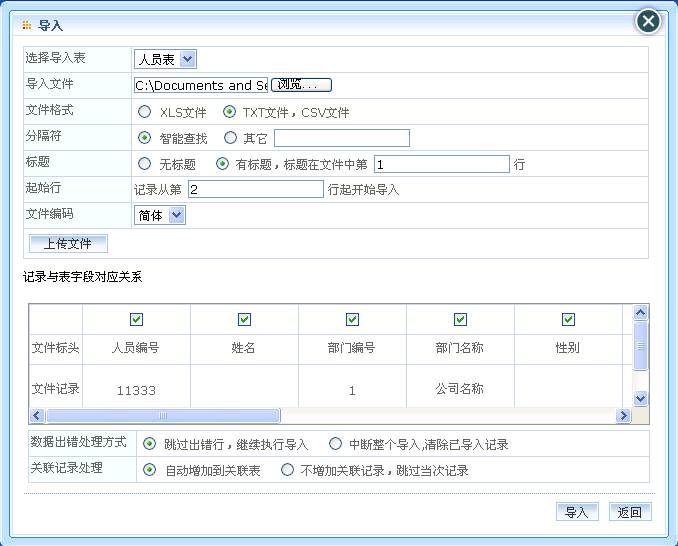 导入
选择导入表 人员表
导入文件 C:\Documents and Se 浏览...
文件格式 XLS文件 TXT文件，CSV文件
分隔符 智能查找 其它
标题 无标题 有标题，标题在文件中第 1 行
起始行 记录从第 2 行起开始导入
文件编码 简体
上传文件
记录与表字段对应关系
文件标头 人员编号 姓名 部门编号 部门名称 性别
文件记录 11333 1 公司名称
数据出错处理方式 跳过出错行，继续执行导入 中断整个导入,清除已导入记录
关联记录处理 自动增加到关联表 不增加关联记录，跳过当次记录
导入 返回